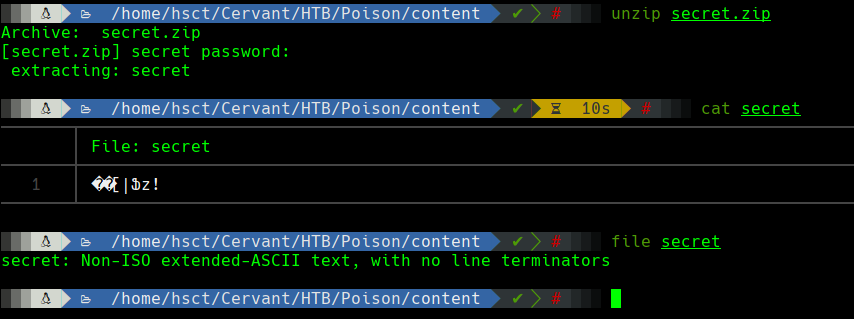 /home/hsct/Cervant/HTB/Poison/content ✔ # unzip secret.zip
Archive:  secret.zip
[secret.zip] secret password:
 extracting: secret
/home/hsct/Cervant/HTB/Poison/content ✔ 10s # cat secret
File: secret
1 ��[|Ֆz!
/home/hsct/Cervant/HTB/Poison/content ✔ # file secret
secret: Non-ISO extended-ASCII text, with no line terminators
/home/hsct/Cervant/HTB/Poison/content ✔ #